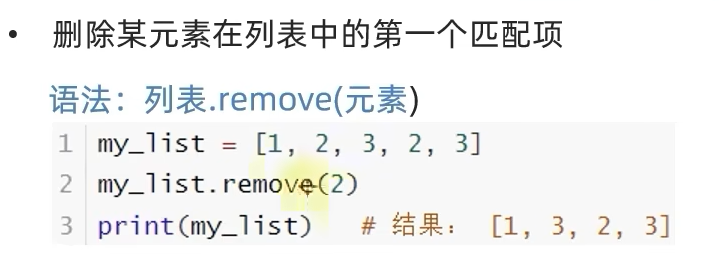 • 删除某元素在列表中的第一个匹配项
语法：列表.remove(元素)
1 my_list = [1, 2, 3, 2, 3]
2 my_list.remove(2)
3 print(my_list)   # 结果： [1, 3, 2, 3]